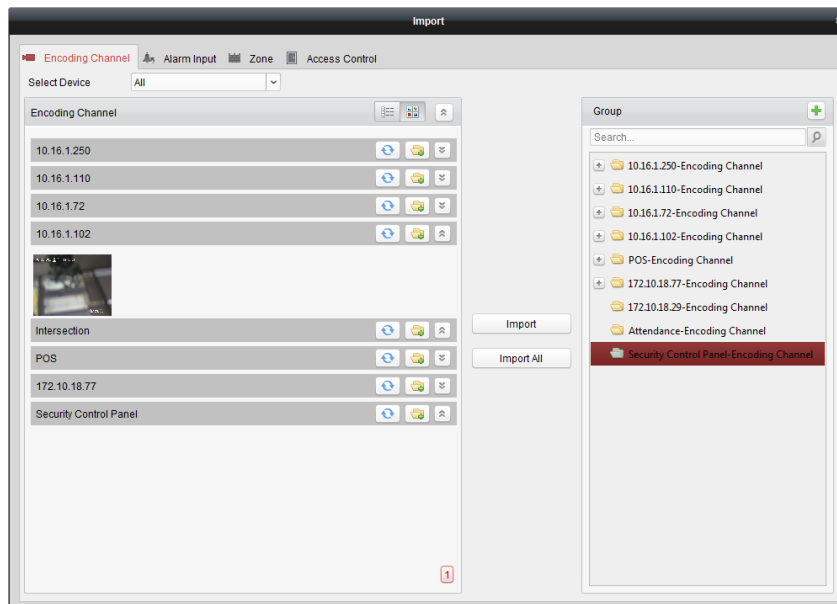 Import
Encoding Channel
Alarm Input
Zone
Access Control
Select Device
All
Encoding Channel
10.16.1.250
10.16.1.110
10.16.1.72
10.16.1.102
Intersection
POS
172.10.18.77
Security Control Panel
1
Import
Import All
Group
Search...
10.16.1.250-Encoding Channel
10.16.1.110-Encoding Channel
10.16.1.72-Encoding Channel
10.16.1.102-Encoding Channel
POS-Encoding Channel
172.10.18.77-Encoding Channel
172.10.18.29-Encoding Channel
Attendance-Encoding Channel
Security Control Panel-Encoding Channel